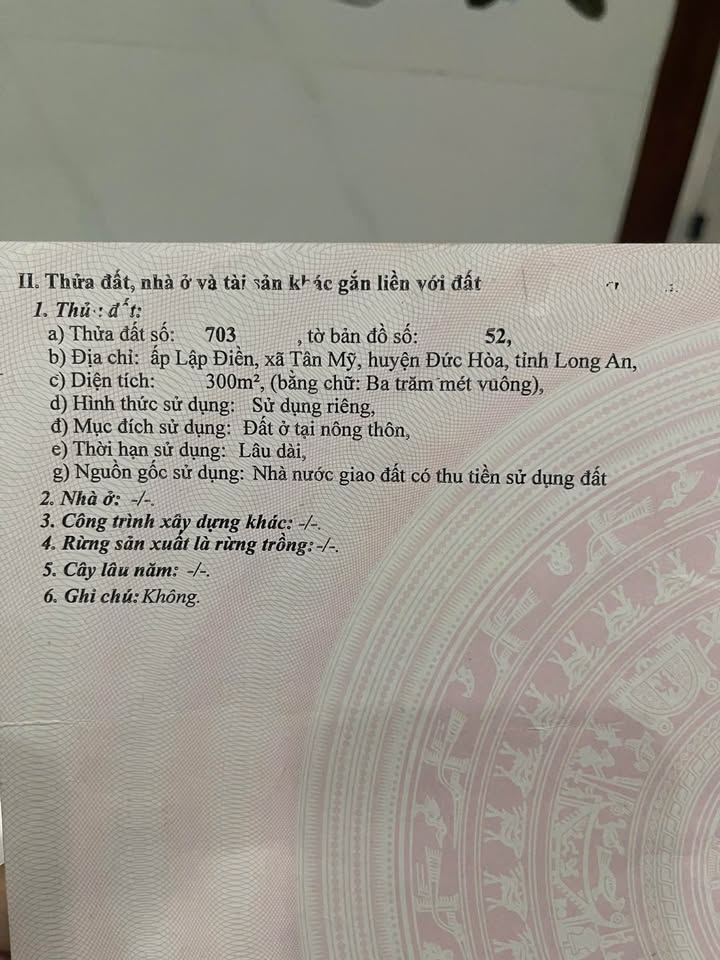 II. Thửa đất, nhà ở và tài sản khác gắn liền với đất
1. Thửa đất:
a) Thửa đất số: 703 , tờ bản đồ số: 52,
b) Địa chỉ: ấp Lập Điền, xã Tân Mỹ, huyện Đức Hòa, tỉnh Long An,
c) Diện tích: 300m², (bằng chữ: Ba trăm mét vuông),
d) Hình thức sử dụng: Sử dụng riêng,
đ) Mục đích sử dụng: Đất ở tại nông thôn,
e) Thời hạn sử dụng: Lâu dài,
g) Nguồn gốc sử dụng: Nhà nước giao đất có thu tiền sử dụng đất
2. Nhà ở: -/-.
3. Công trình xây dựng khác: -/-.
4. Rừng sản xuất là rừng trồng: -/-.
5. Cây lâu năm: -/-.
6. Ghi chú: Không.